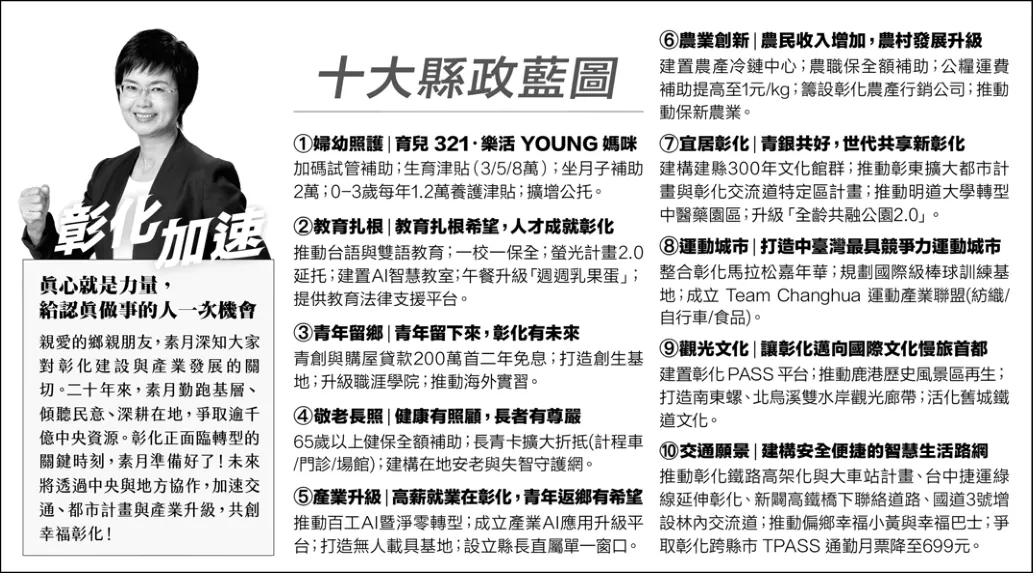 彰化加速
真心就是力量，
給認真做事的人一次機會
親愛的鄉親朋友，素月深知大家
對彰化建設與產業發展的關
切。二十年來，素月勤跑基層、
傾聽民意、深耕在地，爭取逾千
億中央資源。彰化正面臨轉型的
關鍵時刻，素月準備好了！未來
將透過中央與地方協作，加速交
通、都市計畫與產業升級，共創
幸福彰化！
十大縣政藍圖
①婦幼照護|育兒 321·樂活 YOUNG 媽咪
加碼試管補助；生育津貼(3/5/8萬)；坐月子補助
2萬；0-3歲每年1.2萬養護津貼；擴增公托。
②教育扎根|教育扎根希望，人才成就彰化
推動台語與雙語教育；一校一保全；螢光計畫2.0
延托；建置AI智慧教室；午餐升級「週週乳果蛋」；
提供教育法律支援平台。
③青年留鄉|青年留下來，彰化有未來
青創與購屋貸款200萬首二年免息；打造創生基
地；升級職涯學院；推動海外實習。
④敬老長照|健康有照顧，長者有尊嚴
65歲以上健保全額補助；長青卡擴大折抵(計程車
/門診/場館)；建構在地安老與失智守護網。
⑤產業升級|高薪就業在彰化，青年返鄉有希望
推動百工AI暨淨零轉型；成立產業AI應用升級平
台；打造無人載具基地；設立縣長直屬單一窗口。
⑥農業創新|農民收入增加，農村發展升級
建置農產冷鏈中心；農職保全額補助；公糧運費
補助提高至1元/kg；籌設彰化農產行銷公司；推動
動保新農業。
⑦宜居彰化|青銀共好，世代共享新彰化
建構建縣300年文化館群；推動彰東擴大都市計
畫與彰化交流道特定區計畫；推動明道大學轉型
中醫藥園區；升級「全齡共融公園2.0」。
⑧運動城市|打造中臺灣最具競爭力運動城市
整合彰化馬拉松嘉年華；規劃國際級棒球訓練基
地；成立 Team Changhua 運動產業聯盟(紡織/
自行車/食品)。
⑨觀光文化|讓彰化邁向國際文化慢旅首都
建置彰化 PASS 平台；推動鹿港歷史風景區再生；
打造南東螺、北烏溪雙水岸觀光廊帶；活化舊城鐵
道文化。
⑩交通願景|建構安全便捷的智慧生活路網
推動彰化鐵路高架化與大車站計畫、台中捷運綠
線延伸彰化、新闢高鐵橋下聯絡道路、國道3號增
設林內交流道；推動偏鄉幸福小黃與幸福巴士；爭
取彰化跨縣市 TPASS 通勤月票降至699元。